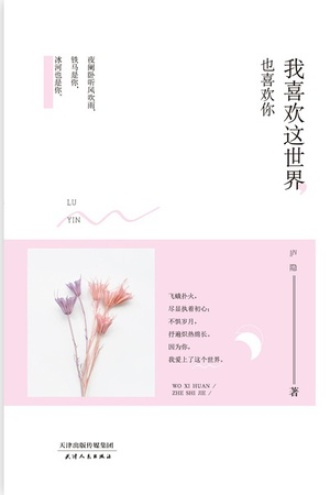 我喜欢这世界，
也喜欢你
夜阑卧听风吹雨，
铁马是你，
冰河也是你。
LU
YIN
庐隐
著
飞蛾扑火，
尽显执着初心；
不惧岁月，
抒遍炽热绵长。
因为你，
我爱上了这个世界。
WO XI HUAN /
ZHE SHI JIE /
天津出版传媒集团
天津人民出版社